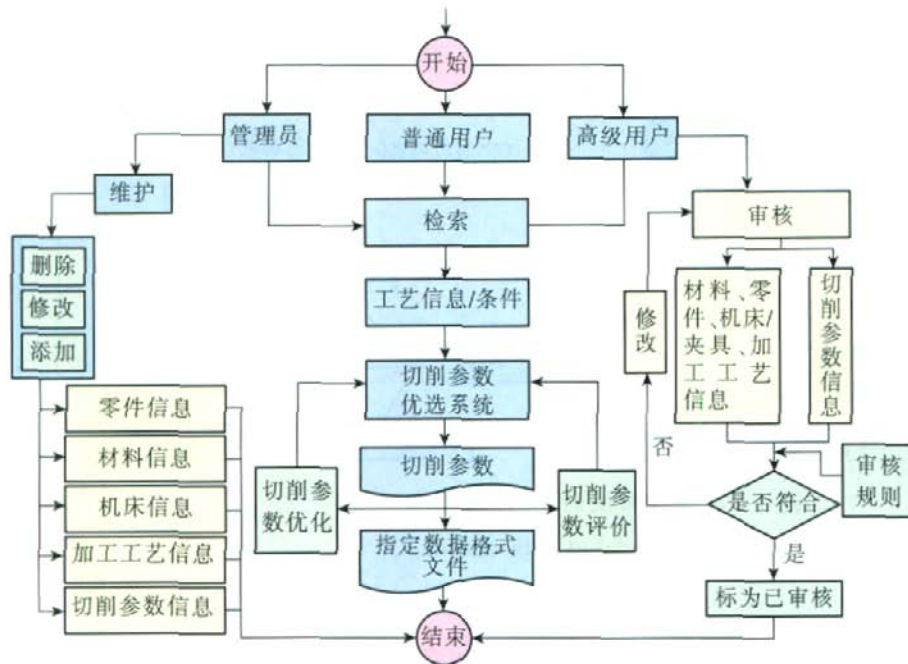 开始
管理员
普通用户
高级用户
维护
检索
审核
删除
修改
添加
工艺信息/条件
修改
材料、零
件、机床/
夹具、加
工工艺
信息
切削参数信息
切削参数
优选系统
零件信息
材料信息
机床信息
加工工艺信息
切削参数信息
切削参数
切削参
数优化
切削参
数评价
否
是否符合
审核
规则
指定数据格式
文件
是
标为已审核
结束